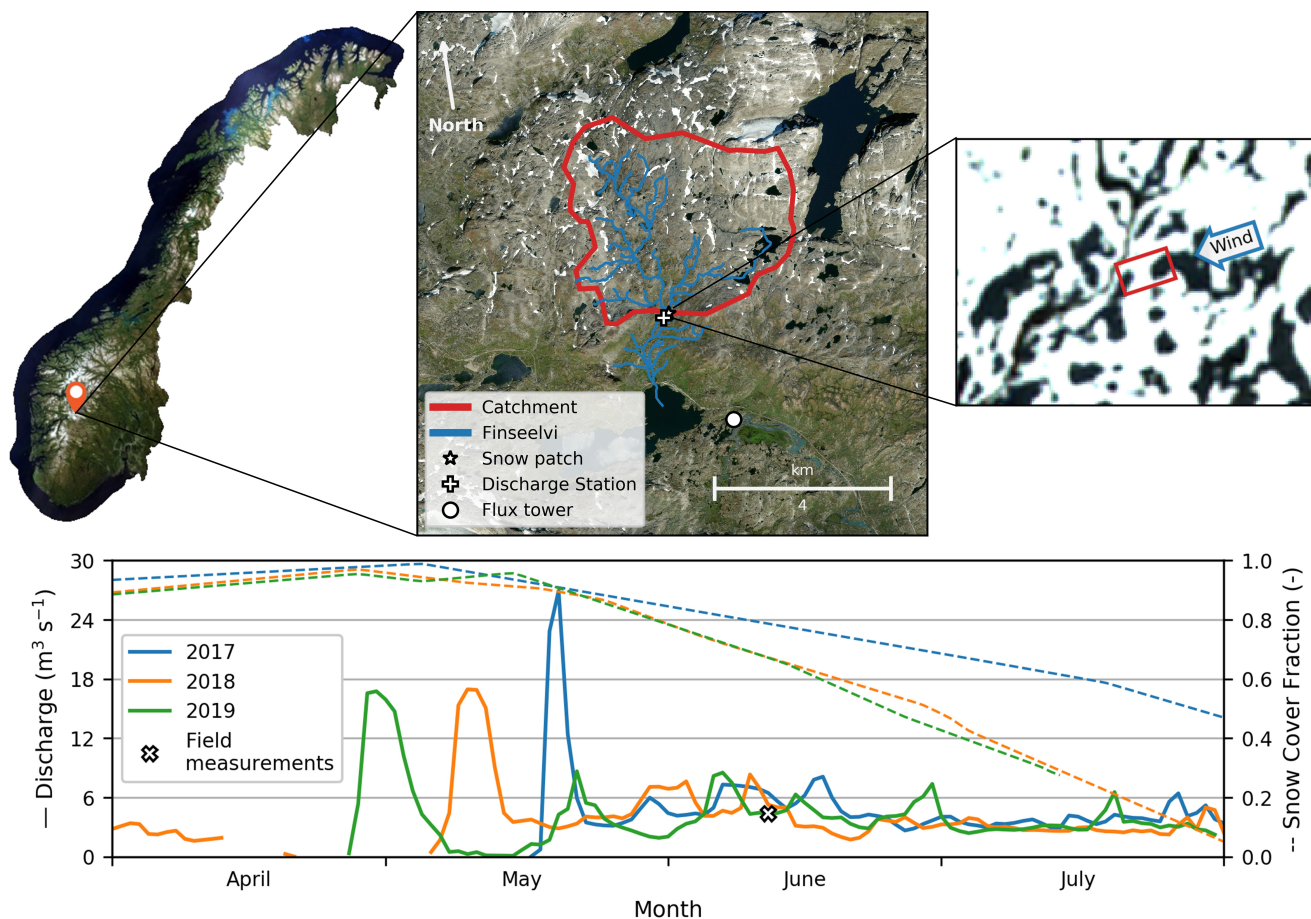 North
Wind
Catchment
Finseelvi
Snow patch
Discharge Station
Flux tower
km
4
30
24
18
12
6
0
— Discharge (m³ s⁻¹)
1.0
0.8
0.6
0.4
0.2
0.0
-- Snow Cover Fraction (-)
2017
2018
2019
Field
measurements
April
May
June
July
Month